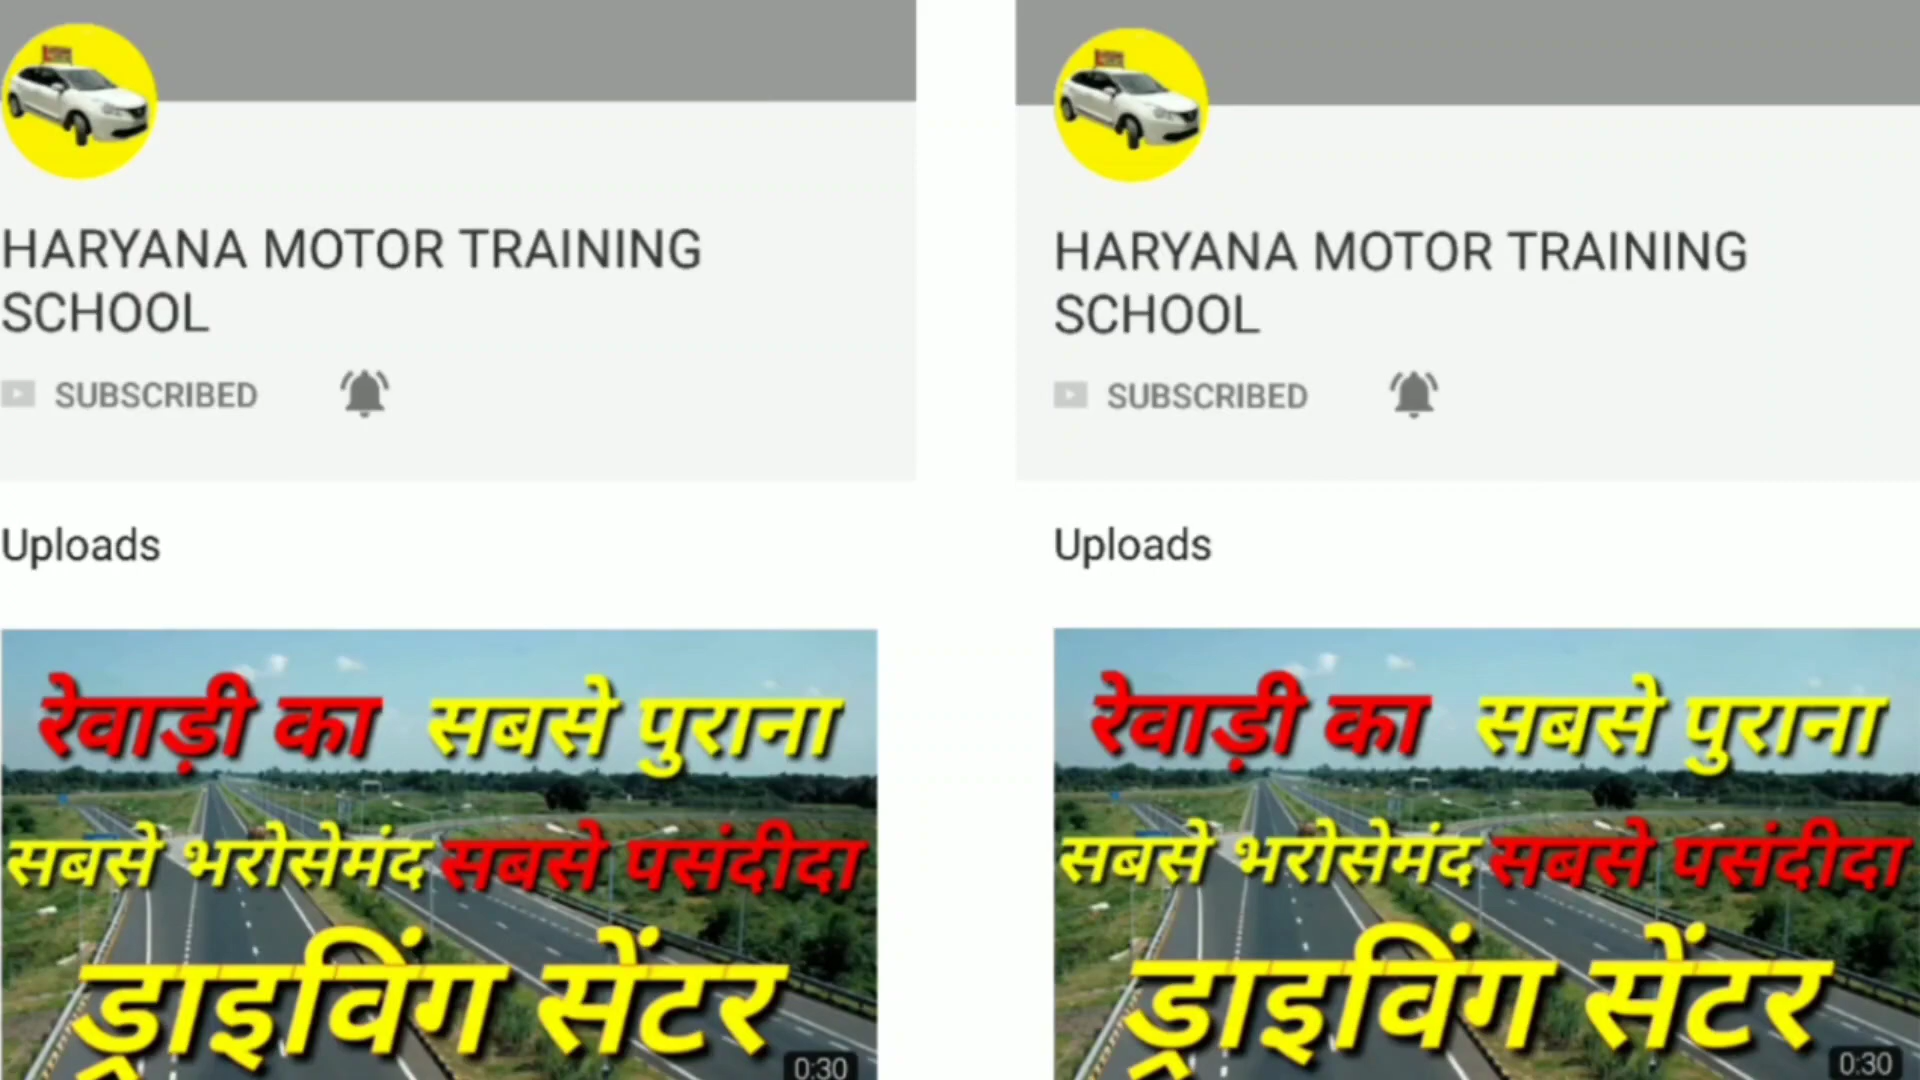 HARYANA MOTOR TRAINING
SCHOOL
SUBSCRIBED
Uploads
रेवाड़ी का सबसे पुराना
सबसे भरोसेमंद सबसे पसंदीदा
ड्राइविंग सेंटर
0:30
HARYANA MOTOR TRAINING
SCHOOL
SUBSCRIBED
Uploads
रेवाड़ी का सबसे पुराना
सबसे भरोसेमंद सबसे पसंदीदा
ड्राइविंग सेंटर
0:30